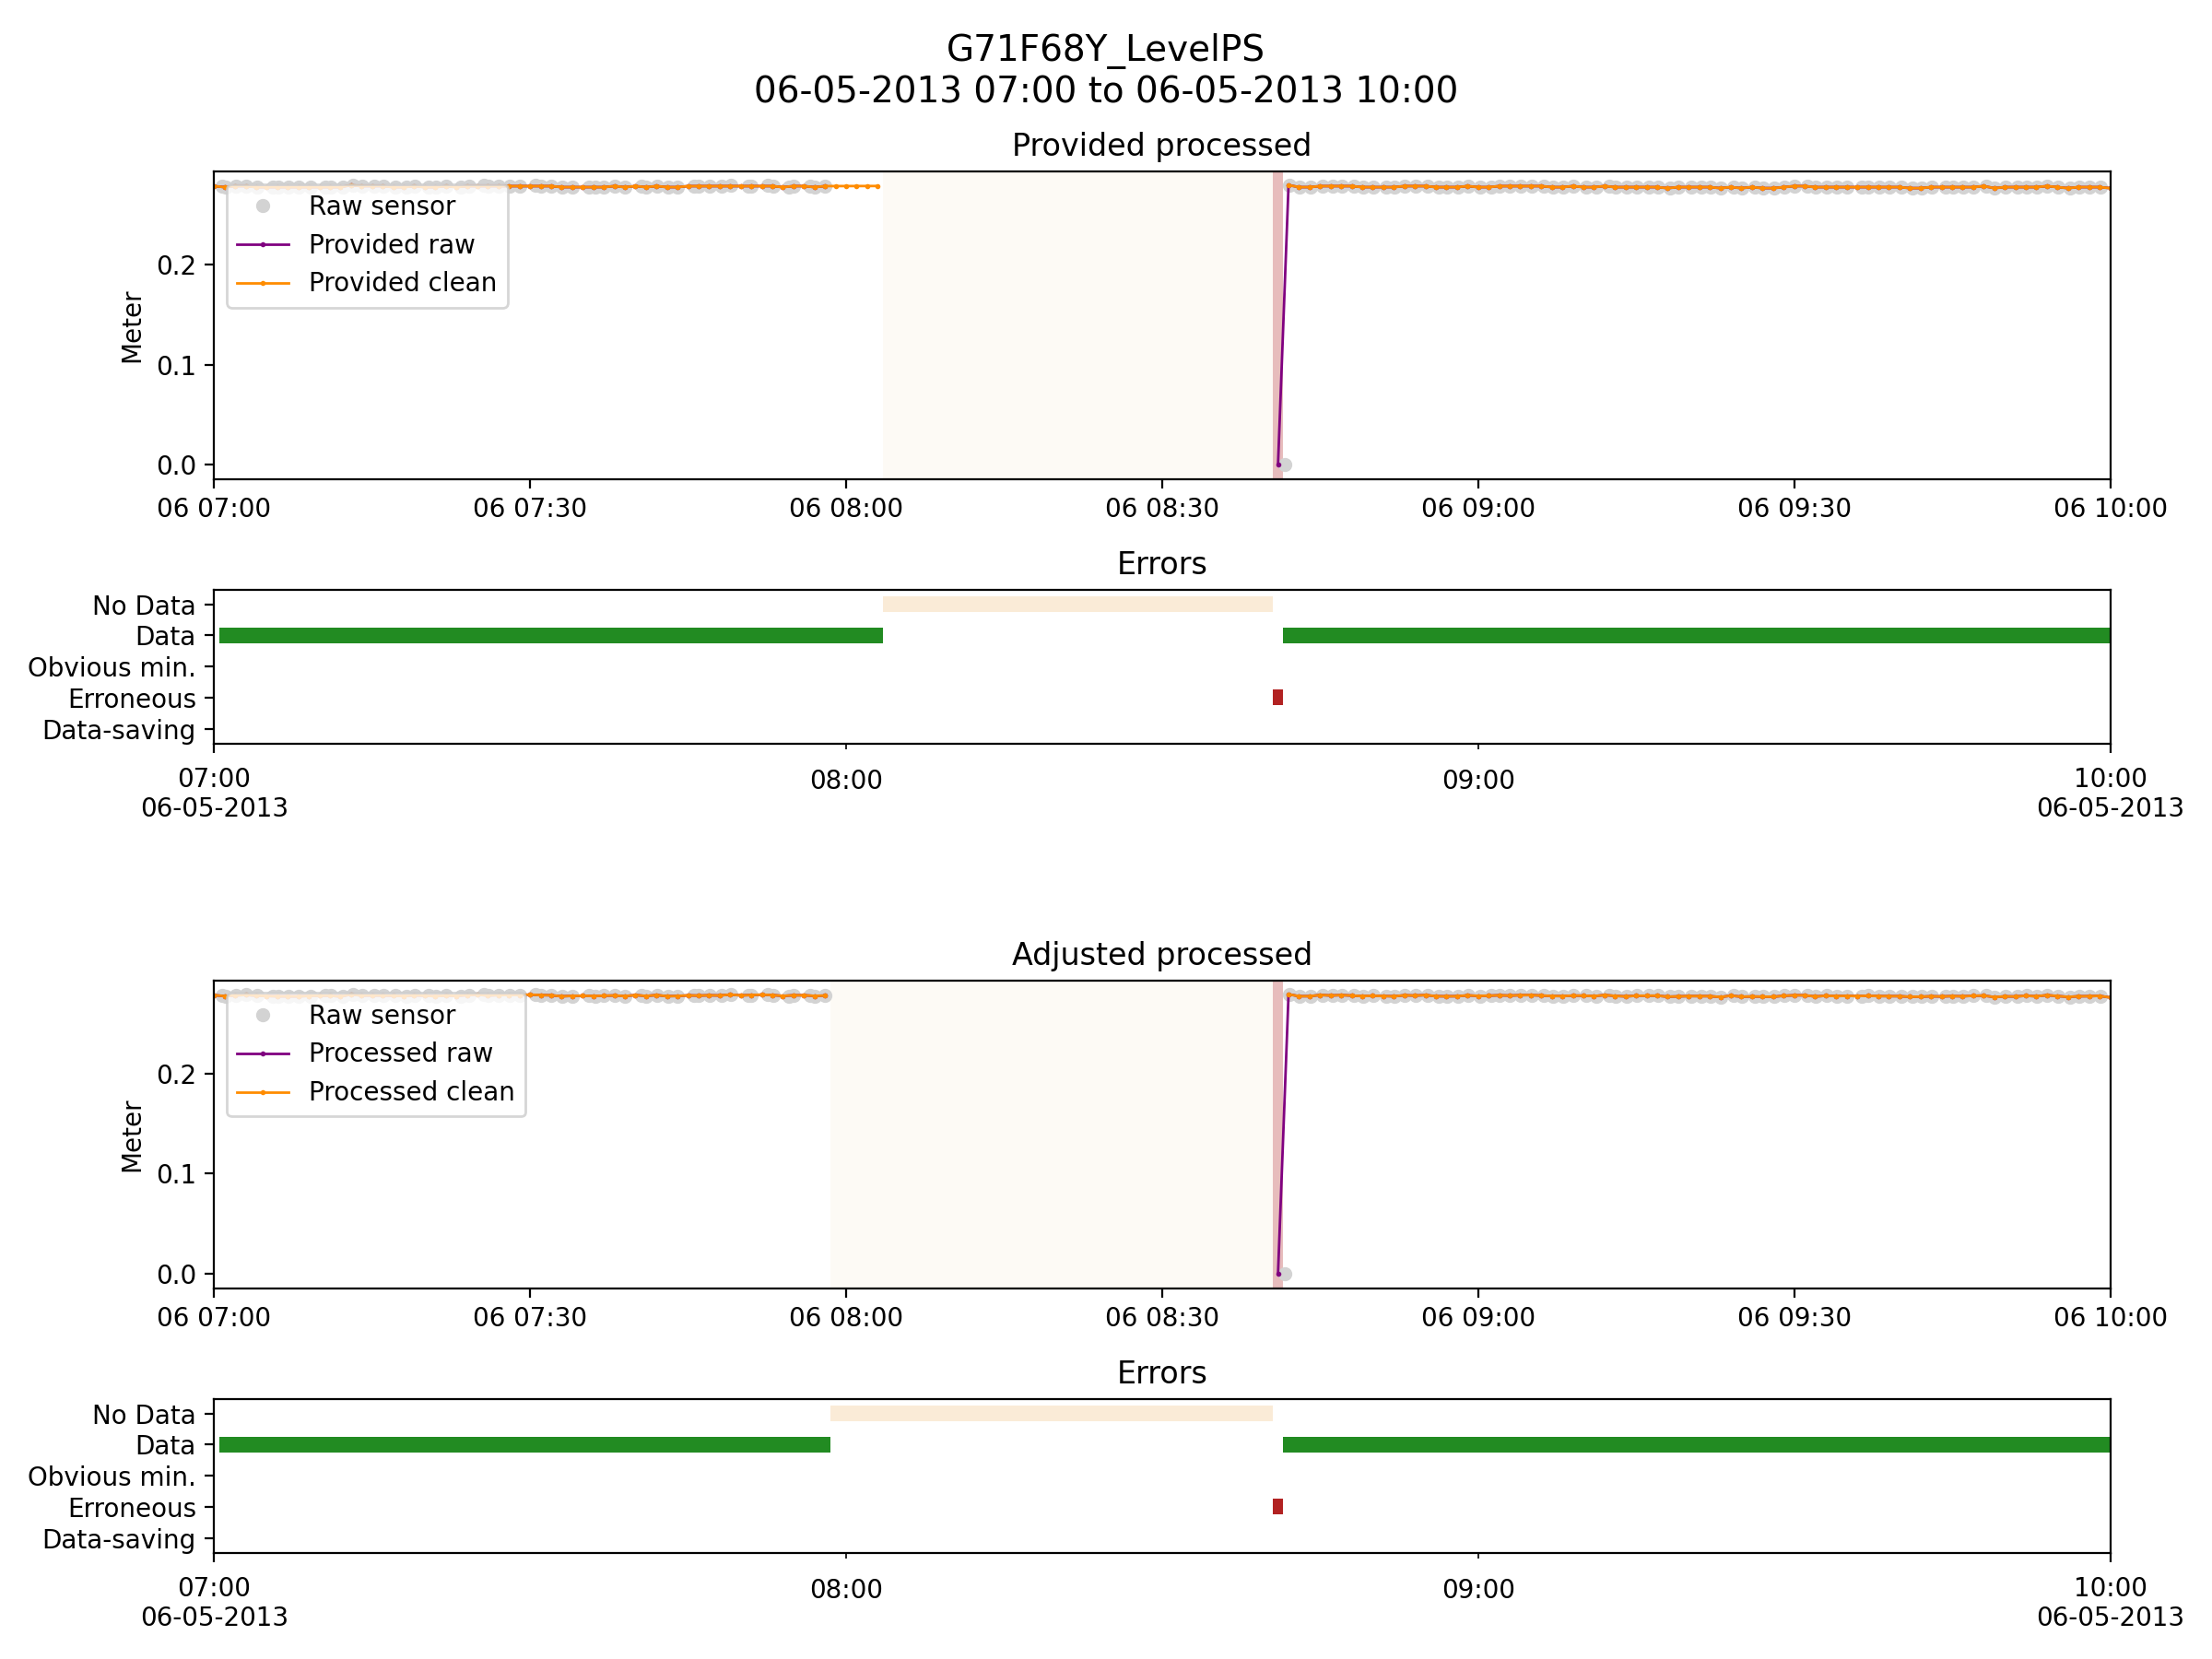 G71F68Y_LevelPS
06-05-2013 07:00 to 06-05-2013 10:00
Provided processed
Raw sensor
Provided raw
Provided clean
Meter
0.2
0.1
0.0
06 07:00 06 07:30 06 08:00 06 08:30 06 09:00 06 09:30 06 10:00
Errors
No Data
Data
Obvious min.
Erroneous
Data-saving
07:00 08:00 09:00 10:00
06-05-2013 06-05-2013
Adjusted processed
Raw sensor
Processed raw
Processed clean
Meter
0.2
0.1
0.0
06 07:00 06 07:30 06 08:00 06 08:30 06 09:00 06 09:30 06 10:00
Errors
No Data
Data
Obvious min.
Erroneous
Data-saving
07:00 08:00 09:00 10:00
06-05-2013 06-05-2013